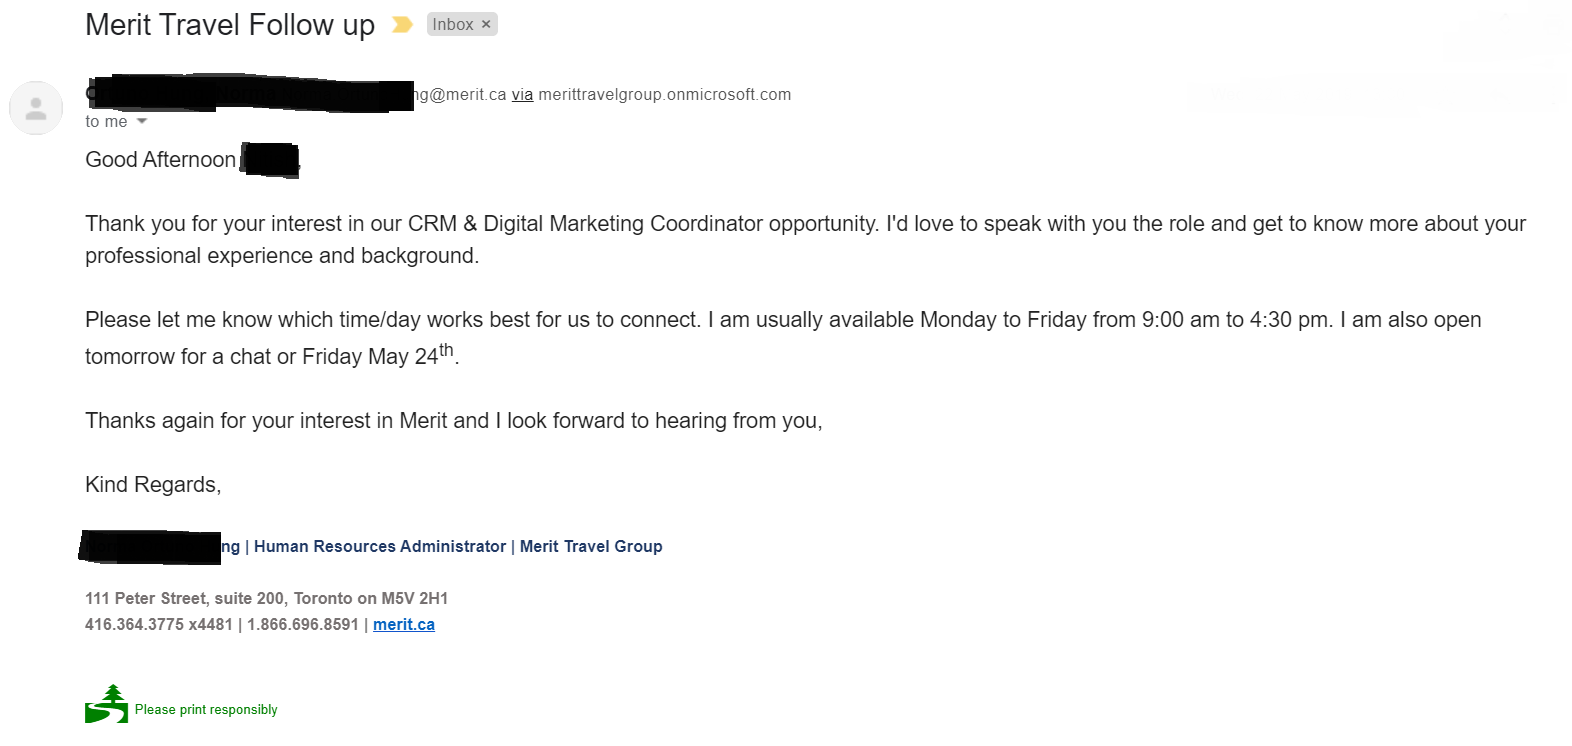 Merit Travel Follow up
Inbox ×
ng@merit.ca via merittravelgroup.onmicrosoft.com
to me
Good Afternoon
Thank you for your interest in our CRM & Digital Marketing Coordinator opportunity. I'd love to speak with you the role and get to know more about your
professional experience and background.
Please let me know which time/day works best for us to connect. I am usually available Monday to Friday from 9:00 am to 4:30 pm. I am also open
tomorrow for a chat or Friday May 24th.
Thanks again for your interest in Merit and I look forward to hearing from you,
Kind Regards,
ng | Human Resources Administrator | Merit Travel Group
111 Peter Street, suite 200, Toronto on M5V 2H1
416.364.3775 x4481 | 1.866.696.8591 | merit.ca
Please print responsibly